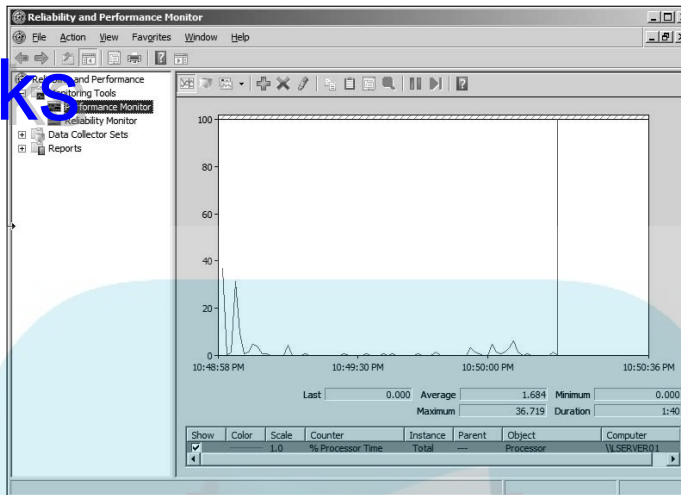 Reliability and Performance Monitor
File Action View Favorites Window Help
Reliability and Performance
Monitoring Tools
Performance Monitor
Reliability Monitor
Data Collector Sets
Reports
ks
100
80
60
40
20
0
10:48:58 PM 10:49:30 PM 10:50:00 PM 10:50:36 PM
Last 0.000 Average 1.684 Minimum 0.000
Maximum 36.719 Duration 1:40
Show Color Scale Counter Instance Parent Object Computer
1.0 % Processor Time Total --- Processor \\LSERVER01